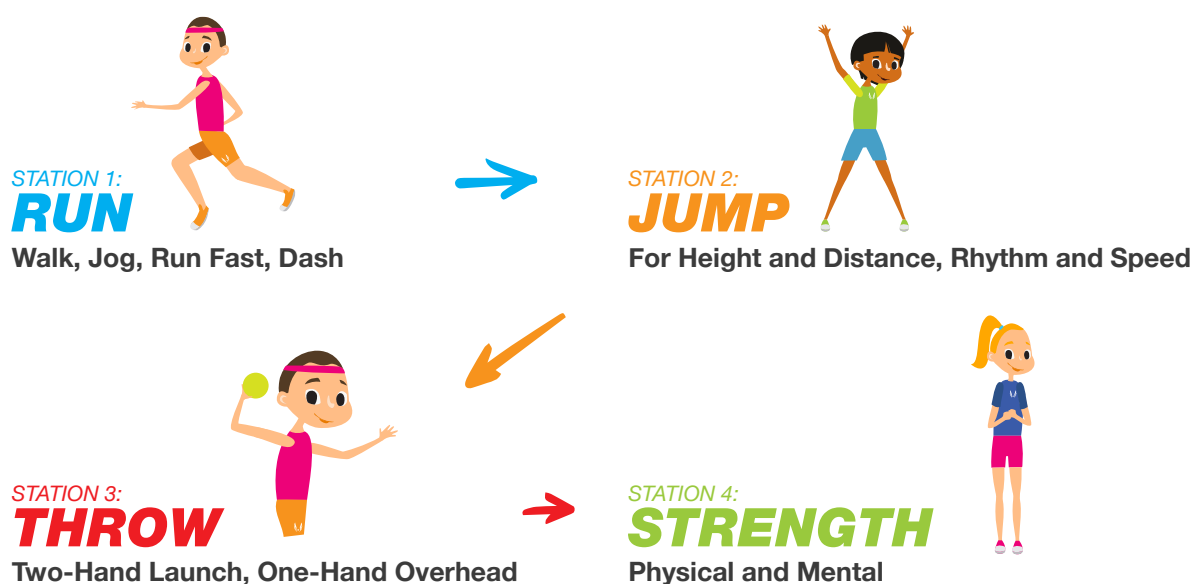 STATION 1:
RUN
Walk, Jog, Run Fast, Dash
STATION 2:
JUMP
For Height and Distance, Rhythm and Speed
STATION 3:
THROW
Two-Hand Launch, One-Hand Overhead
STATION 4:
STRENGTH
Physical and Mental